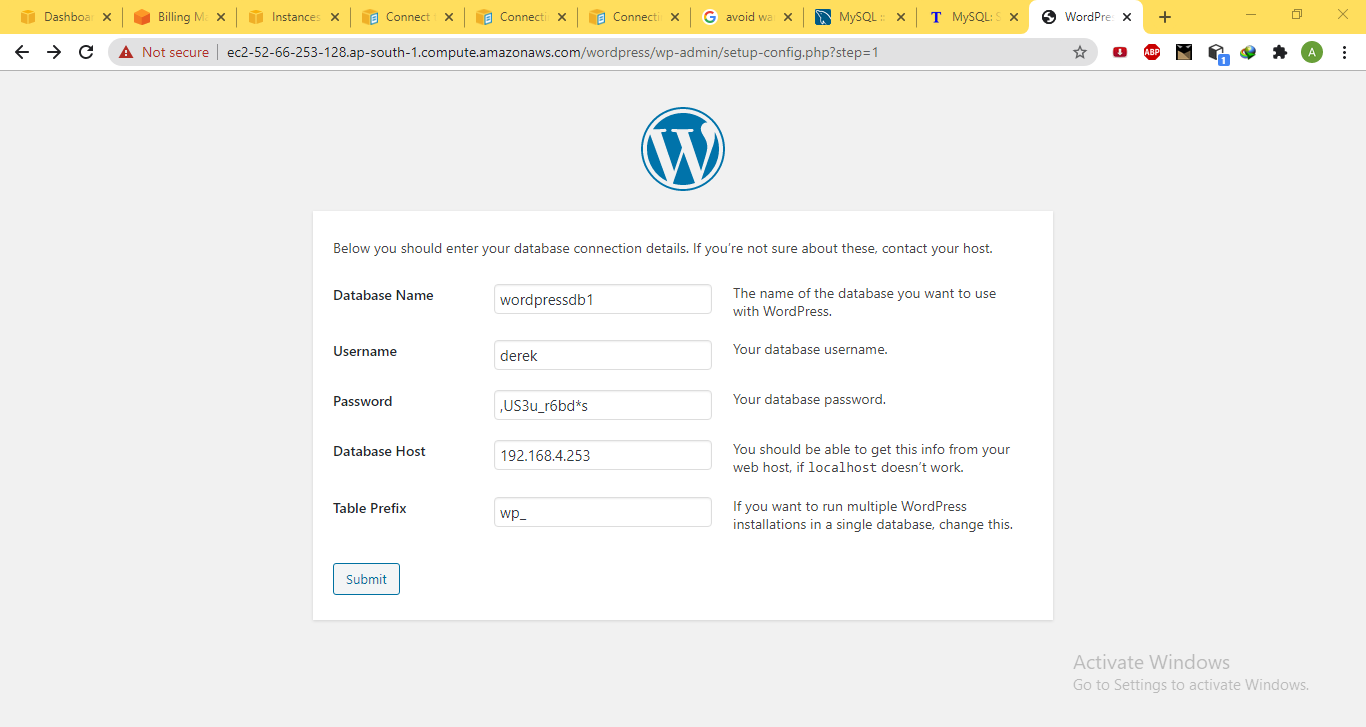 Dashboa
Billing Ma
Instances
Connect
Connecti
Connecti
avoid wa
MySQL ::
MySQL: S
WordPre
Not secure
ec2-52-66-253-128.ap-south-1.compute.amazonaws.com/wordpress/wp-admin/setup-config.php?step=1
ABP
1
A
W
Below you should enter your database connection details. If you’re not sure about these, contact your host.
Database Name
wordpressdb1
The name of the database you want to use
with WordPress.
Username
derek
Your database username.
Password
,US3u_r6bd*s
Your database password.
Database Host
192.168.4.253
You should be able to get this info from your
web host, if localhost doesn’t work.
Table Prefix
wp_
If you want to run multiple WordPress
installations in a single database, change this.
Submit
Activate Windows
Go to Settings to activate Windows.